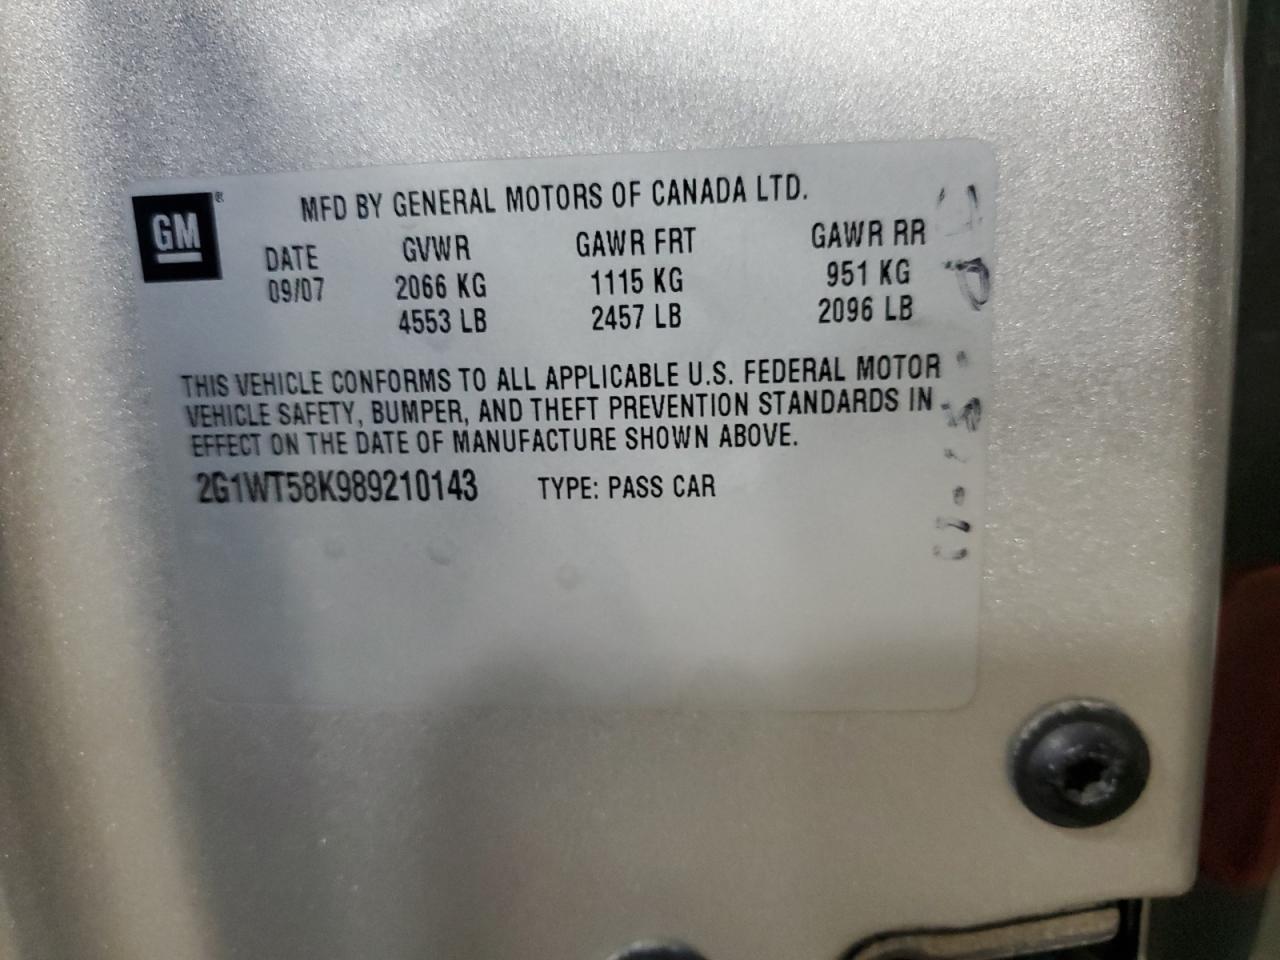 GM®
MFD BY GENERAL MOTORS OF CANADA LTD.
DATE GVWR GAWR FRT GAWR RR
09/07 2066 KG 1115 KG 951 KG
4553 LB 2457 LB 2096 LB
THIS VEHICLE CONFORMS TO ALL APPLICABLE U.S. FEDERAL MOTOR
VEHICLE SAFETY, BUMPER, AND THEFT PREVENTION STANDARDS IN
EFFECT ON THE DATE OF MANUFACTURE SHOWN ABOVE.
2G1WT58K989210143 TYPE: PASS CAR